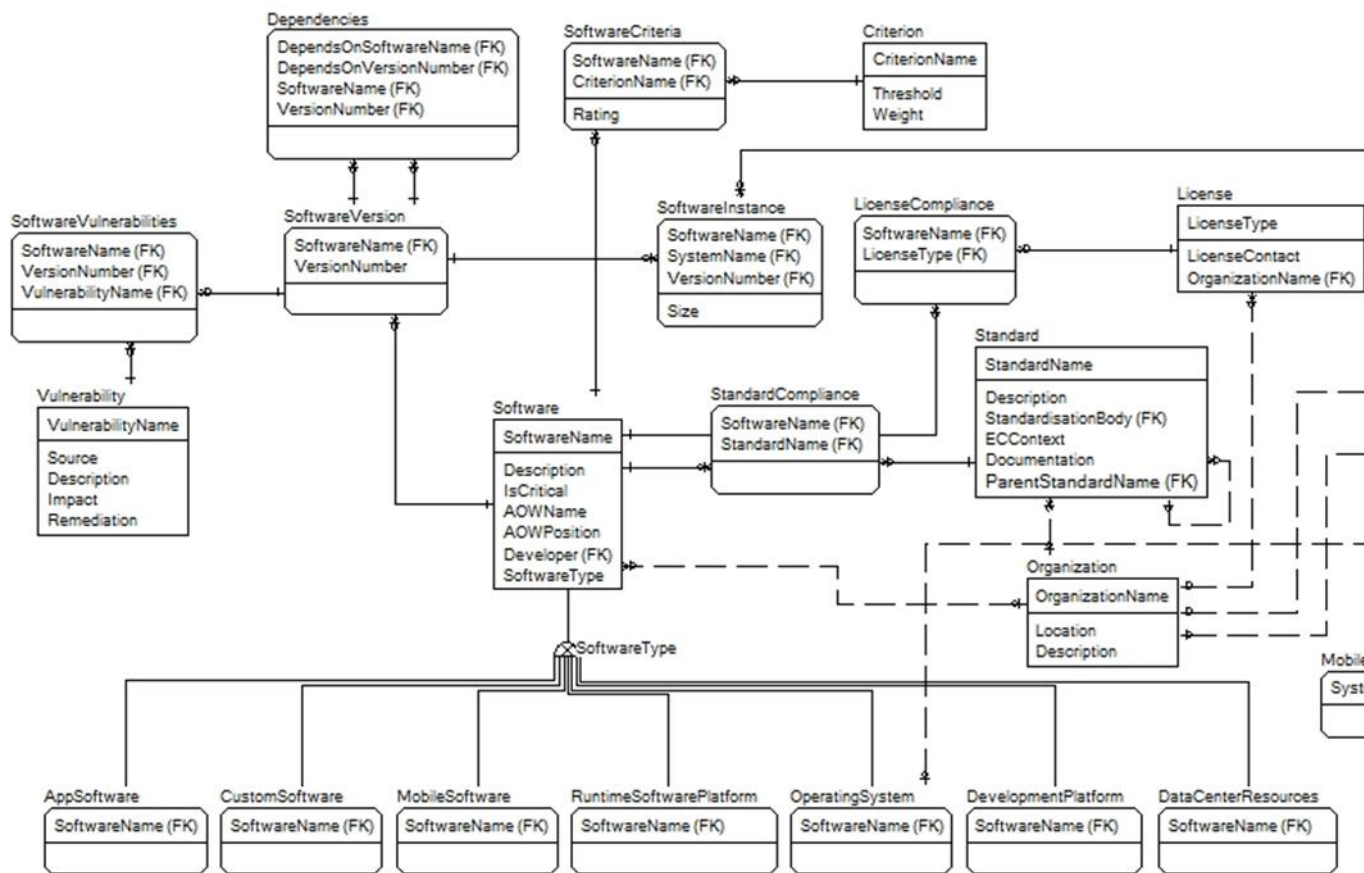 Dependencies
DependsOnSoftwareName (FK)
DependsOnVersionNumber (FK)
SoftwareName (FK)
VersionNumber (FK)
SoftwareCriteria
SoftwareName (FK)
CriterionName (FK)
Rating
Criterion
CriterionName
Threshold
Weight
SoftwareVulnerabilities
SoftwareName (FK)
VersionNumber (FK)
VulnerabilityName (FK)
SoftwareVersion
SoftwareName (FK)
VersionNumber
SoftwareInstance
SoftwareName (FK)
SystemName (FK)
VersionNumber (FK)
Size
LicenseCompliance
SoftwareName (FK)
LicenseType (FK)
License
LicenseType
LicenseContact
OrganizationName (FK)
Vulnerability
VulnerabilityName
Source
Description
Impact
Remediation
Software
SoftwareName
Description
IsCritical
AOWName
AOWPosition
Developer (FK)
SoftwareType
StandardCompliance
SoftwareName (FK)
StandardName (FK)
Standard
StandardName
Description
StandardisationBody (FK)
ECContext
Documentation
ParentStandardName (FK)
Organization
OrganizationName
Location
Description
SoftwareType
Mobile
Syst
AppSoftware
SoftwareName (FK)
CustomSoftware
SoftwareName (FK)
MobileSoftware
SoftwareName (FK)
RuntimeSoftwarePlatform
SoftwareName (FK)
OperatingSystem
SoftwareName (FK)
DevelopmentPlatform
SoftwareName (FK)
DataCenterResources
SoftwareName (FK)